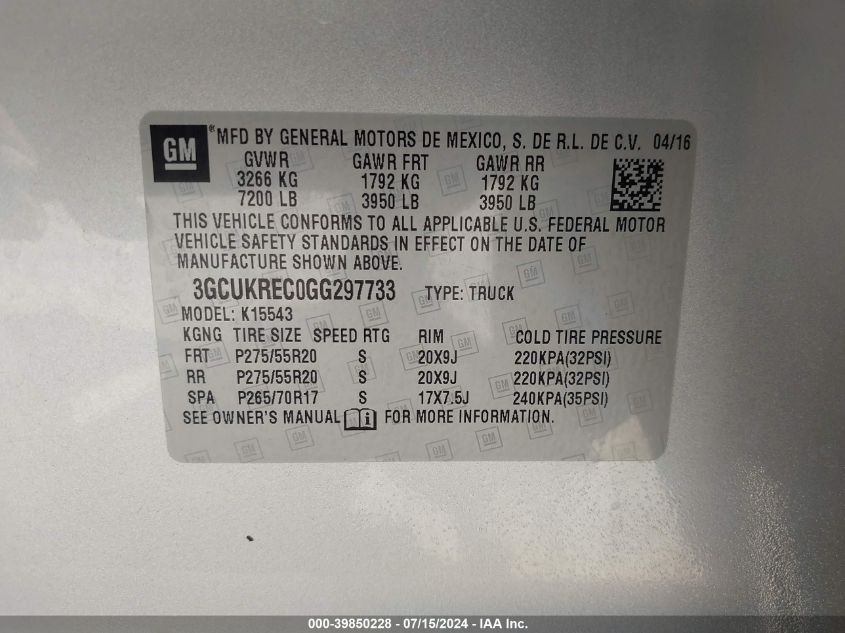 GM *MFD BY GENERAL MOTORS DE MEXICO, S. DE R.L. DE C.V. 04/16
GVWR GAWR FRT GAWR RR
3266 KG 1792 KG 1792 KG
7200 LB 3950 LB 3950 LB
THIS VEHICLE CONFORMS TO ALL APPLICABLE U.S. FEDERAL MOTOR
VEHICLE SAFETY STANDARDS IN EFFECT ON THE DATE OF
MANUFACTURE SHOWN ABOVE.
3GCUKREC0GG297733 TYPE: TRUCK
MODEL: K15543
KGNG TIRE SIZE SPEED RTG RIM COLD TIRE PRESSURE
FRT P275/55R20 S 20X9J 220KPA(32PSI)
RR P275/55R20 S 20X9J 220KPA(32PSI)
SPA P265/70R17 S 17X7.5J 240KPA(35PSI)
SEE OWNER'S MANUAL i FOR MORE INFORMATION.
000-39850228 - 07/15/2024 - IAA Inc.